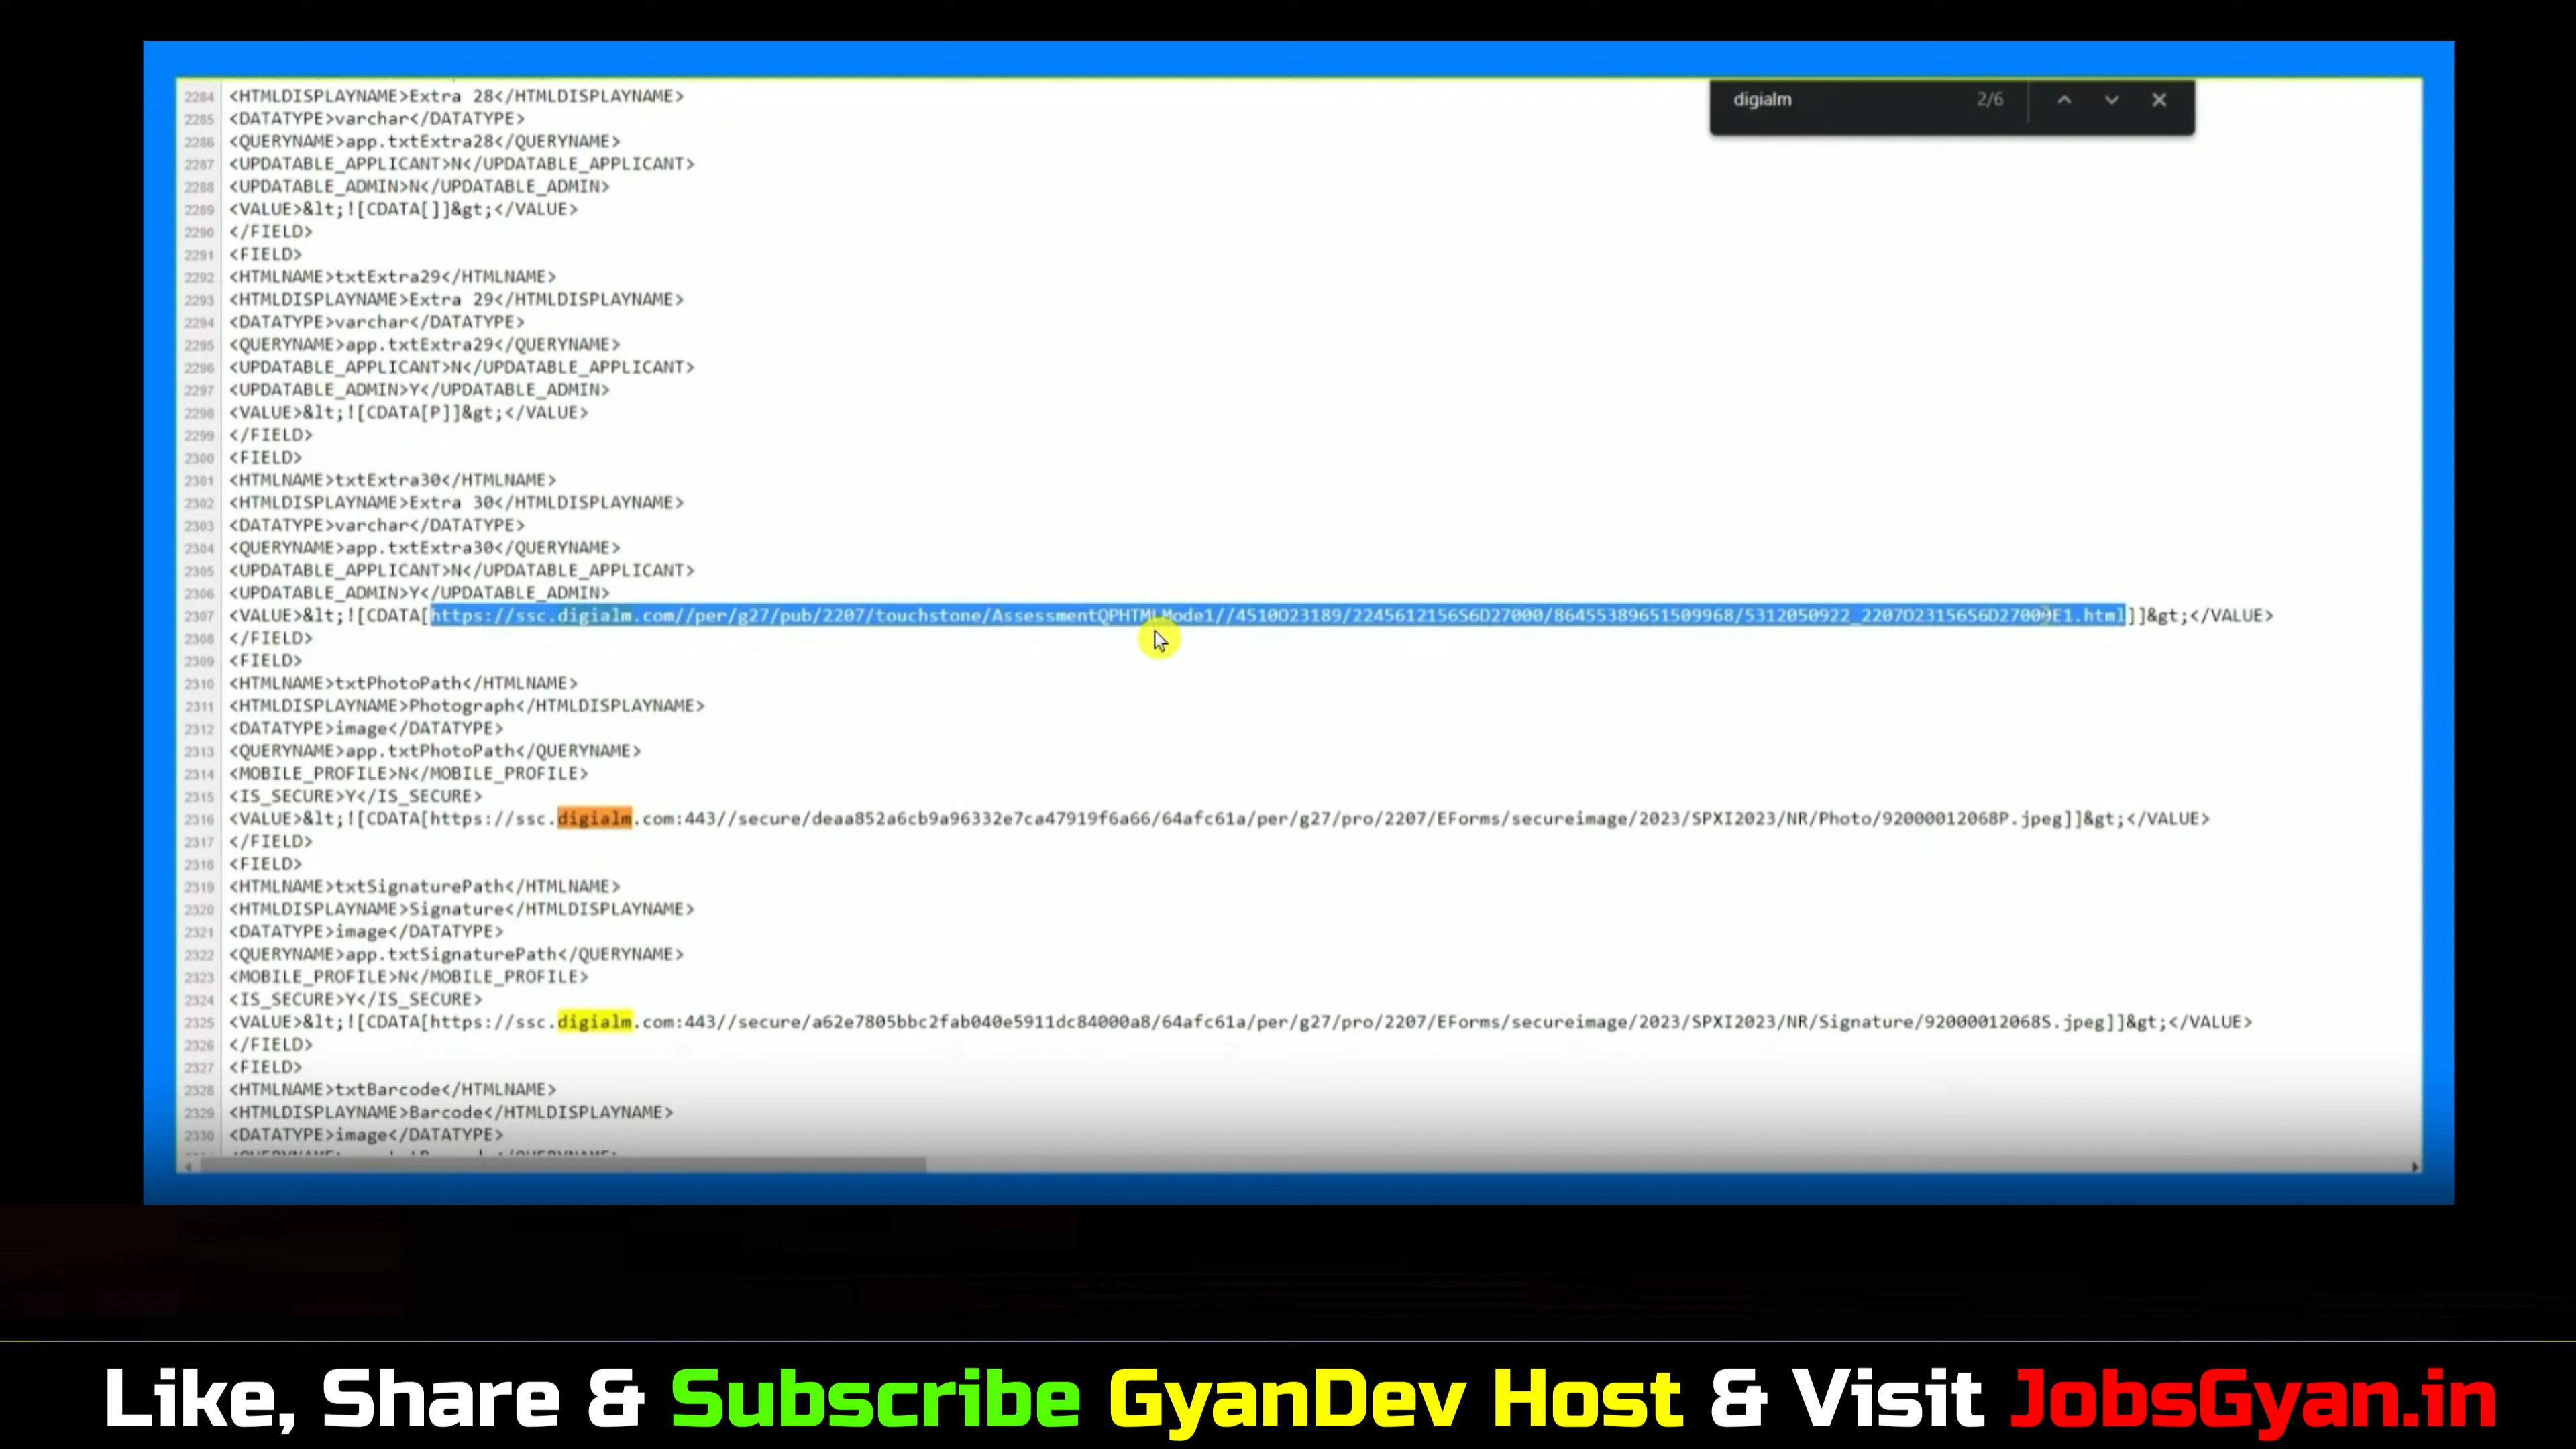 digialm 2/6
2284 <HTMLDISPLAYNAME>Extra 28</HTMLDISPLAYNAME>
2285 <DATATYPE>varchar</DATATYPE>
2286 <QUERYNAME>app.txtExtra28</QUERYNAME>
2287 <UPDATABLE_APPLICANT>N</UPDATABLE_APPLICANT>
2288 <UPDATABLE_ADMIN>N</UPDATABLE_ADMIN>
2289 <VALUE>&lt;![CDATA[]]&gt;</VALUE>
2290 </FIELD>
2291 <FIELD>
2292 <HTMLNAME>txtExtra29</HTMLNAME>
2293 <HTMLDISPLAYNAME>Extra 29</HTMLDISPLAYNAME>
2294 <DATATYPE>varchar</DATATYPE>
2295 <QUERYNAME>app.txtExtra29</QUERYNAME>
2296 <UPDATABLE_APPLICANT>N</UPDATABLE_APPLICANT>
2297 <UPDATABLE_ADMIN>Y</UPDATABLE_ADMIN>
2298 <VALUE>&lt;![CDATA[P]]&gt;</VALUE>
2299 </FIELD>
2300 <FIELD>
2301 <HTMLNAME>txtExtra30</HTMLNAME>
2302 <HTMLDISPLAYNAME>Extra 30</HTMLDISPLAYNAME>
2303 <DATATYPE>varchar</DATATYPE>
2304 <QUERYNAME>app.txtExtra30</QUERYNAME>
2305 <UPDATABLE_APPLICANT>N</UPDATABLE_APPLICANT>
2306 <UPDATABLE_ADMIN>Y</UPDATABLE_ADMIN>
2307 <VALUE>&lt;![CDATA[https://ssc.digialm.com//per/g27/pub/2207/touchstone/AssessmentQPHTMLMode1//4510O23189/2245612156S6D27000/86455389651509968/5312050922_2207O23156S6D27000E1.html]]&gt;</VALUE>
2308 </FIELD>
2309 <FIELD>
2310 <HTMLNAME>txtPhotoPath</HTMLNAME>
2311 <HTMLDISPLAYNAME>Photograph</HTMLDISPLAYNAME>
2312 <DATATYPE>image</DATATYPE>
2313 <QUERYNAME>app.txtPhotoPath</QUERYNAME>
2314 <MOBILE_PROFILE>N</MOBILE_PROFILE>
2315 <IS_SECURE>Y</IS_SECURE>
2316 <VALUE>&lt;![CDATA[https://ssc.digialm.com:443//secure/deaa852a6cb9a96332e7ca47919f6a66/64afc61a/per/g27/pro/2207/EForms/secureimage/2023/SPXI2023/NR/Photo/92000012068P.jpeg]]&gt;</VALUE>
2317 </FIELD>
2318 <FIELD>
2319 <HTMLNAME>txtSignaturePath</HTMLNAME>
2320 <HTMLDISPLAYNAME>Signature</HTMLDISPLAYNAME>
2321 <DATATYPE>image</DATATYPE>
2322 <QUERYNAME>app.txtSignaturePath</QUERYNAME>
2323 <MOBILE_PROFILE>N</MOBILE_PROFILE>
2324 <IS_SECURE>Y</IS_SECURE>
2325 <VALUE>&lt;![CDATA[https://ssc.digialm.com:443//secure/a62e7805bbc2fab040e5911dc84000a8/64afc61a/per/g27/pro/2207/EForms/secureimage/2023/SPXI2023/NR/Signature/92000012068S.jpeg]]&gt;</VALUE>
2326 </FIELD>
2327 <FIELD>
2328 <HTMLNAME>txtBarcode</HTMLNAME>
2329 <HTMLDISPLAYNAME>Barcode</HTMLDISPLAYNAME>
2330 <DATATYPE>image</DATATYPE>
Like, Share & Subscribe GyanDev Host & Visit JobsGyan.in